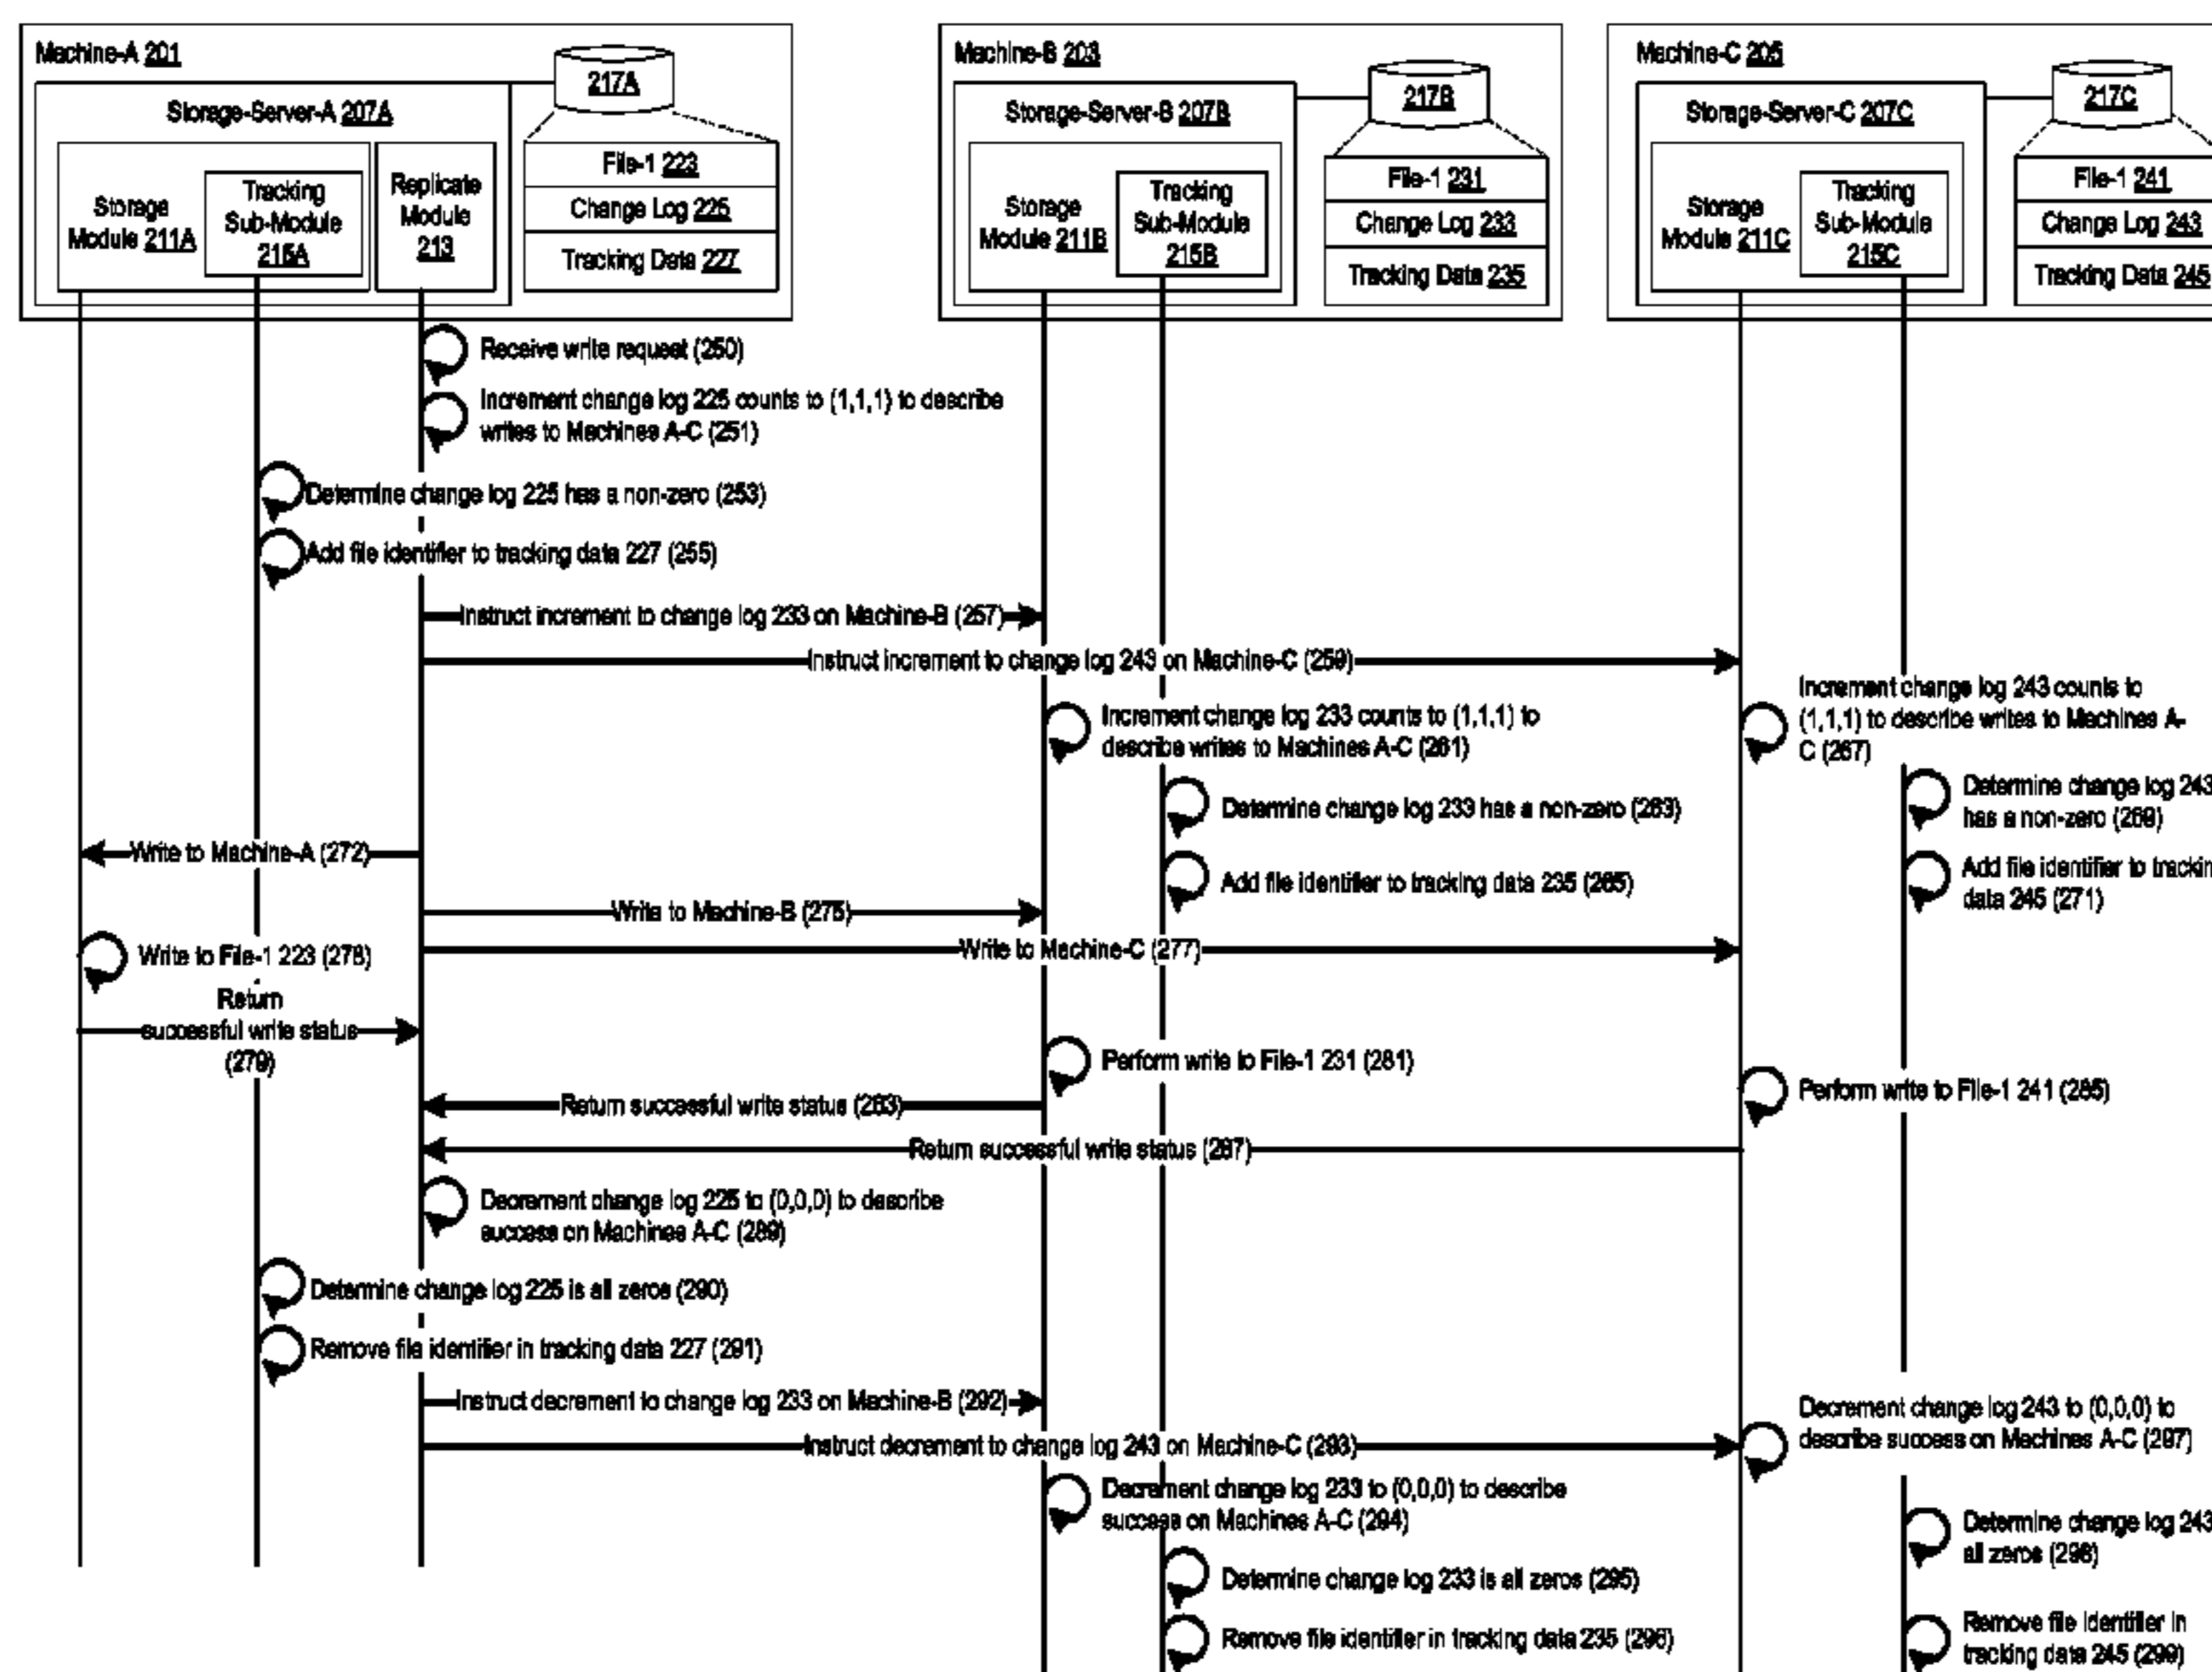 Machine-A 201
Storage-Server-A 207A
Storage
Module 211A
Tracking
Sub-Module
215A
Replicate
Module
213
217A
File-1 223
Change Log 225
Tracking Data 227
Machine-B 203
Storage-Server-B 207B
Storage
Module 211B
Tracking
Sub-Module
215B
217B
File-1 231
Change Log 233
Tracking Data 235
Machine-C 205
Storage-Server-C 207C
Storage
Module 211C
Tracking
Sub-Module
215C
217C
File-1 241
Change Log 243
Tracking Data 245
Receive write request (250)
Increment change log 225 counts to (1,1,1) to describe
writes to Machines A-C (251)
Determine change log 225 has a non-zero (253)
Add file identifier to tracking data 227 (255)
Instruct increment to change log 233 on Machine-B (257)
Instruct increment to change log 243 on Machine-C (259)
Increment change log 233 counts to (1,1,1) to
describe writes to Machines A-C (261)
Increment change log 243 counts to
(1,1,1) to describe writes to Machines A-
C (267)
Determine change log 233 has a non-zero (263)
Determine change log 243
has a non-zero (269)
Write to Machine-A (272)
Add file identifier to tracking data 235 (265)
Add file identifier to
data 245 (271)
Write to Machine-B (275)
Write to File-1 223 (278)
Write to Machine-C (277)
Return
successful write status
(279)
Perform write to File-1 231 (281)
Perform write to File-1 241 (285)
Return successful write status (283)
Return successful write status (287)
Decrement change log 225 to (0,0,0) to describe
success on Machines A-C (289)
Determine change log 225 is all zeros (290)
Remove file identifier in tracking data 227 (291)
Instruct decrement to change log 233 on Machine-B (292)
Instruct decrement to change log 243 on Machine-C (293)
Decrement change log 243 to (0,0,0) to
describe success on Machines A-C (297)
Decrement change log 233 to (0,0,0) to describe
success on Machines A-C (294)
Determine change log 243
all zeros (298)
Determine change log 233 is all zeros (295)
Remove file identifier in tracking data 235 (296)
Remove file identifier in
tracking data 245 (299)